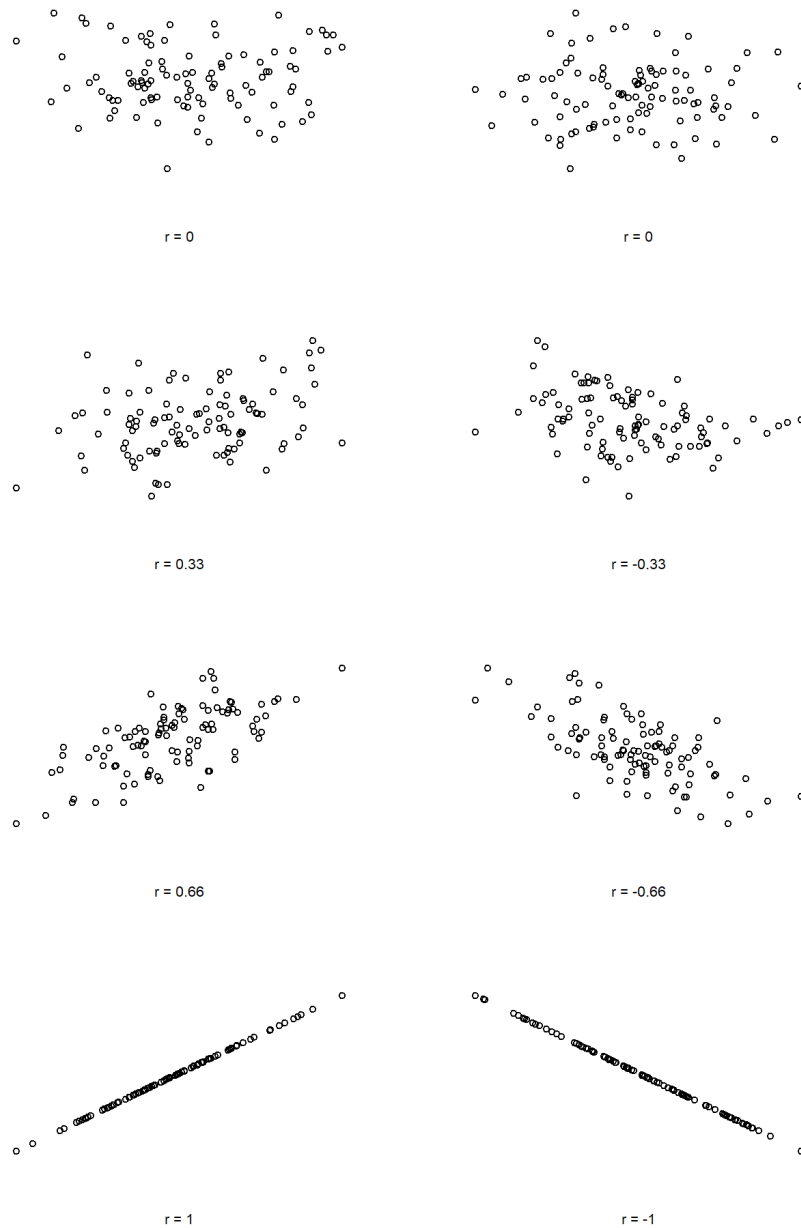 r = 0
r = 0
r = 0.33
r = -0.33
r = 0.66
r = -0.66
r = 1
r = -1